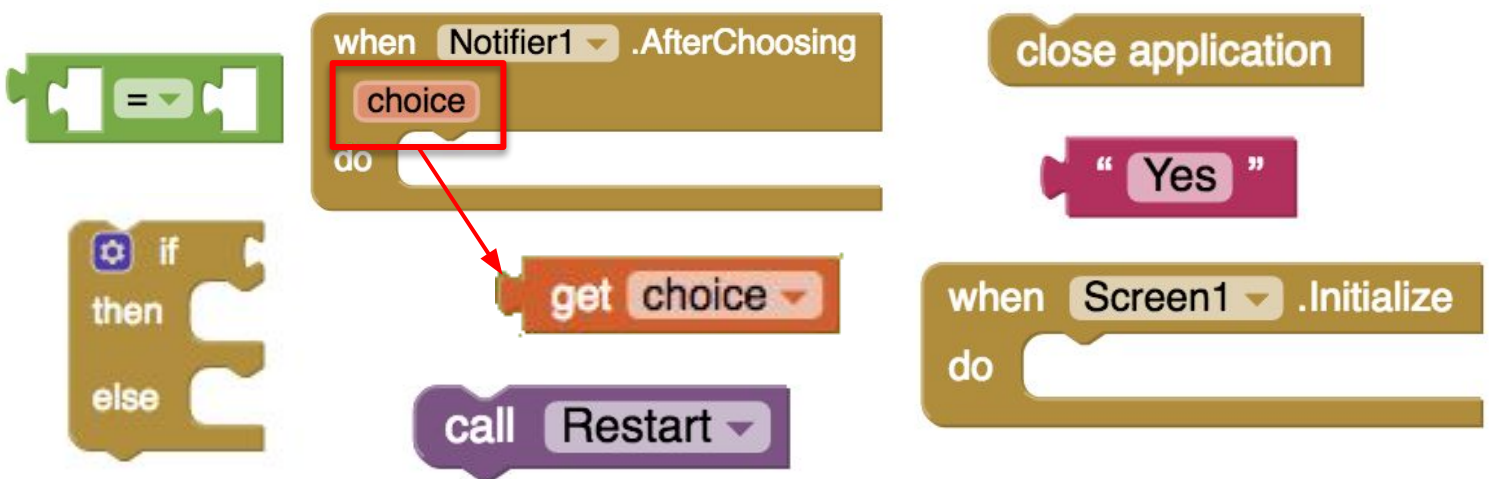 =
when Notifier1 .AfterChoosing
choice
do
close application
“ Yes ”
if
then
else
get choice
call Restart
when Screen1 .Initialize
do